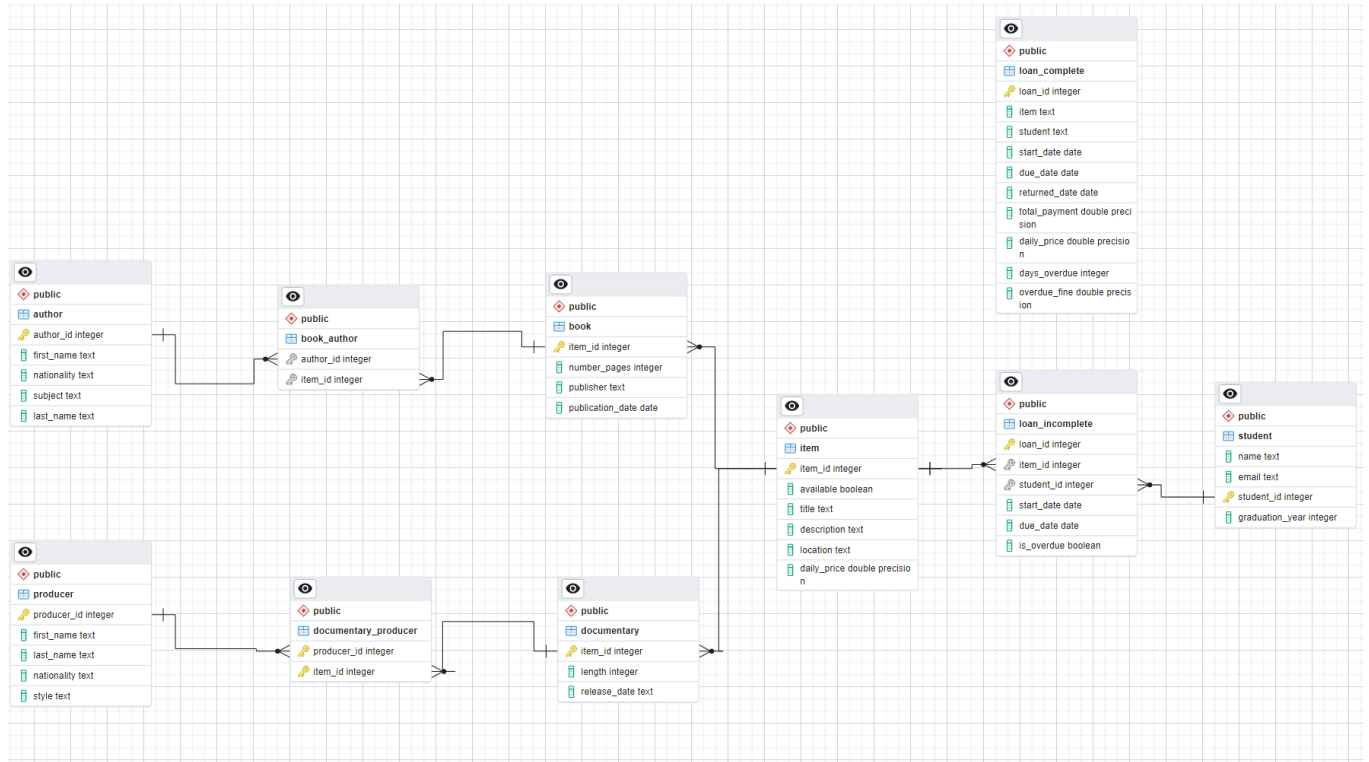 public
loan_complete
loan_id integer
item text
student text
start_date date
due_date date
returned_date date
total_payment double preci
sion
daily_price double precisio
n
days_overdue integer
overdue_fine double precis
ion
public
author
author_id integer
first_name text
nationality text
subject text
last_name text
public
book_author
author_id integer
item_id integer
public
book
item_id integer
number_pages integer
publisher text
publication_date date
public
item
item_id integer
available boolean
title text
description text
location text
daily_price double precisio
n
public
loan_incomplete
loan_id integer
item_id integer
student_id integer
start_date date
due_date date
is_overdue boolean
public
student
name text
email text
student_id integer
graduation_year integer
public
producer
producer_id integer
first_name text
last_name text
nationality text
style text
public
documentary_producer
producer_id integer
item_id integer
public
documentary
item_id integer
length integer
release_date text